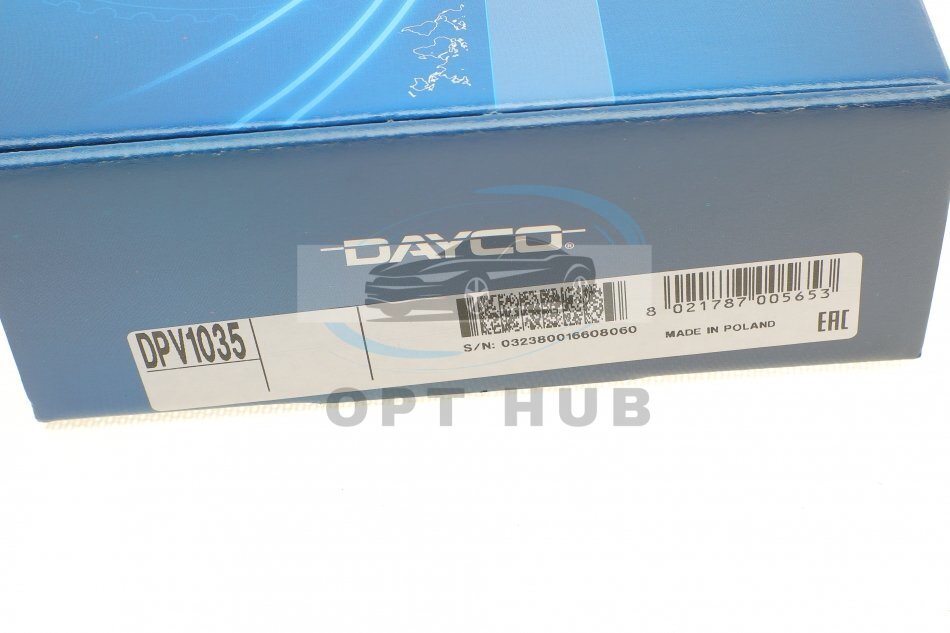 DAYCO®
DPV1035
8 021787 005653
S/N: 032380016608060
MADE IN POLAND
EAC
OPT HUB